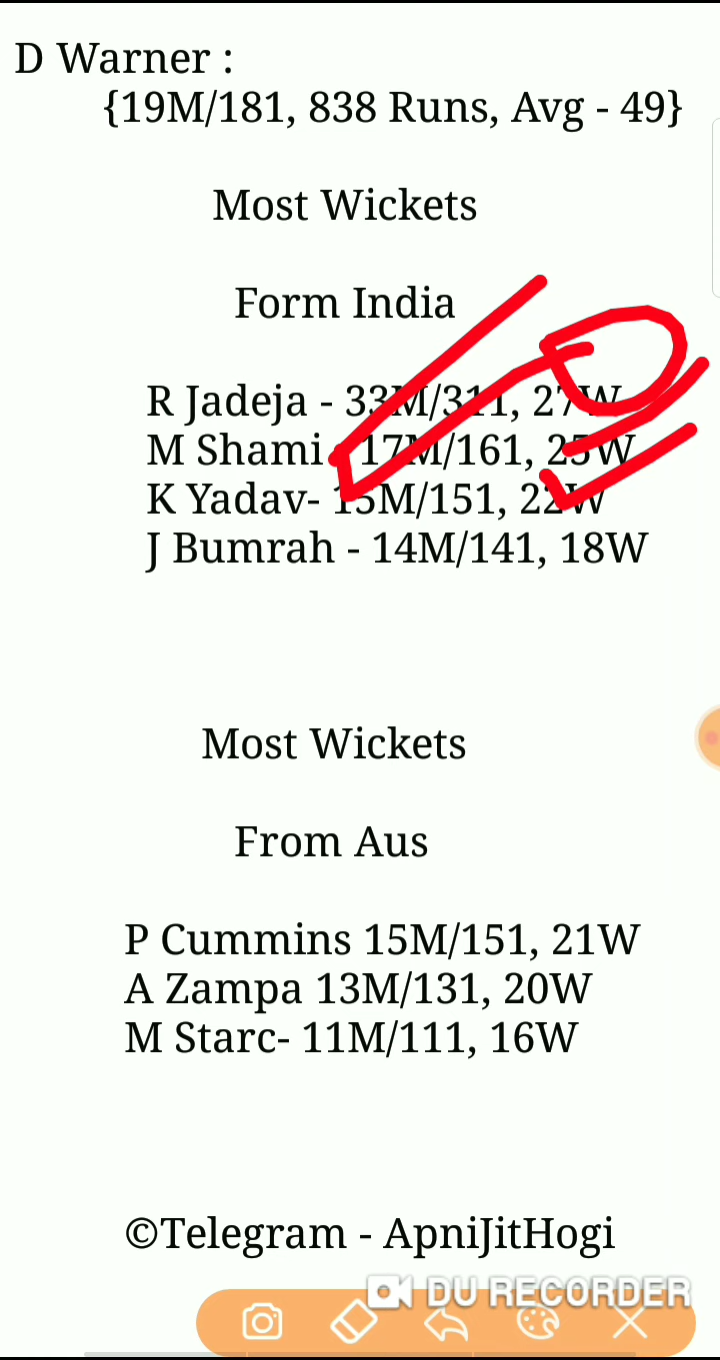 D Warner :
{19M/181, 838 Runs, Avg - 49}
Most Wickets
Form India
R Jadeja - 33M/311, 27W
M Shami 17M/161, 25W
K Yadav- 15M/151, 22W
J Bumrah - 14M/141, 18W
Most Wickets
From Aus
P Cummins 15M/151, 21W
A Zampa 13M/131, 20W
M Starc- 11M/111, 16W
©Telegram - ApniJitHogi
DU RECORDER